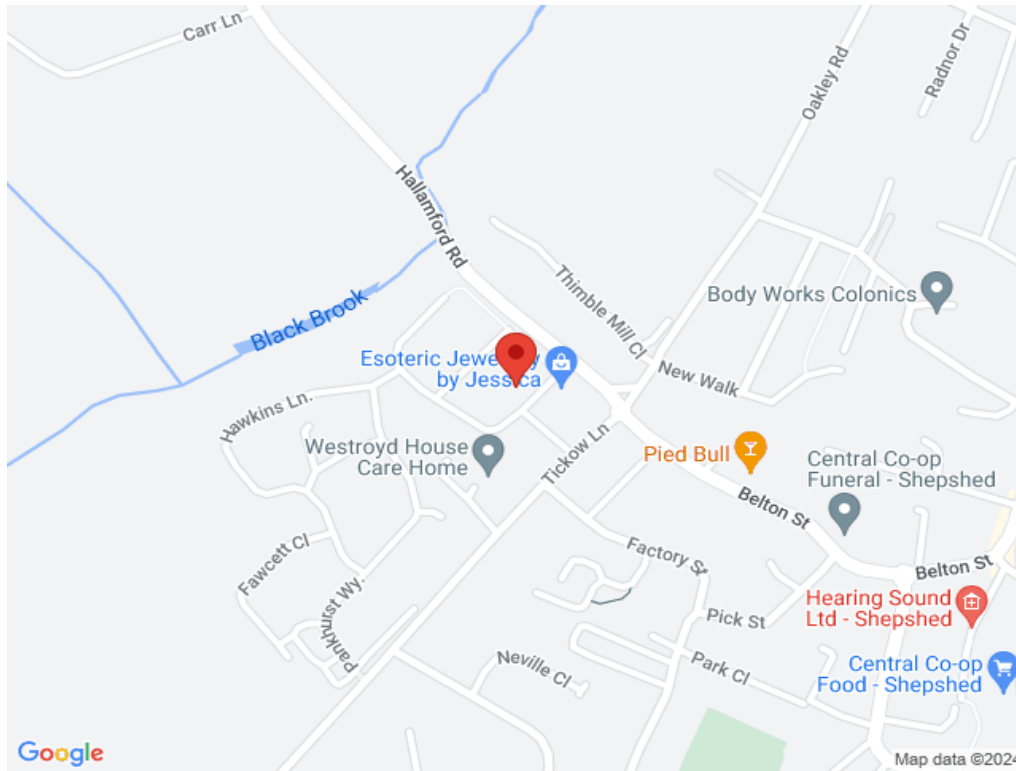 Carr Ln
Radnor Dr
Oakley Rd
Hallamford Rd
Thimble Mill Cl
Body Works Colonics
Black Brook
Esoteric Jewellery
by Jessica
New Walk
Hawkins Ln.
Westroyd House
Care Home
Tickow Ln
Pied Bull
Central Co-op
Funeral - Shepshed
Belton St
Factory St
Fawcett Cl
Belton St
Pankhurst Wy.
Pick St
Hearing Sound
Ltd - Shepshed
Neville Cl
Park Cl
Central Co-op
Food - Shepshed
Google
Map data ©2024